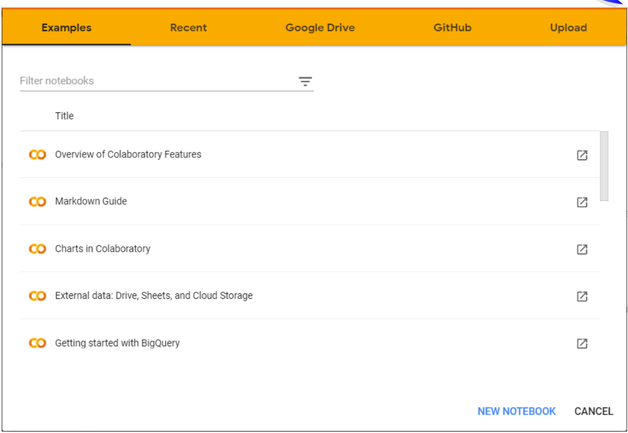 Examples Recent Google Drive GitHub Upload
Filter notebooks
Title
Overview of Colaboratory Features
Markdown Guide
Charts in Colaboratory
External data: Drive, Sheets, and Cloud Storage
Getting started with BigQuery
NEW NOTEBOOK CANCEL